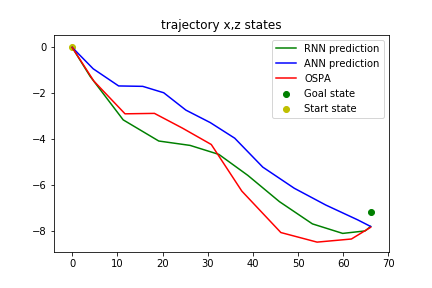 trajectory x,z states
RNN prediction
ANN prediction
OSPA
Goal state
Start state
0
−2
−4
−6
−8
0
10
20
30
40
50
60
70